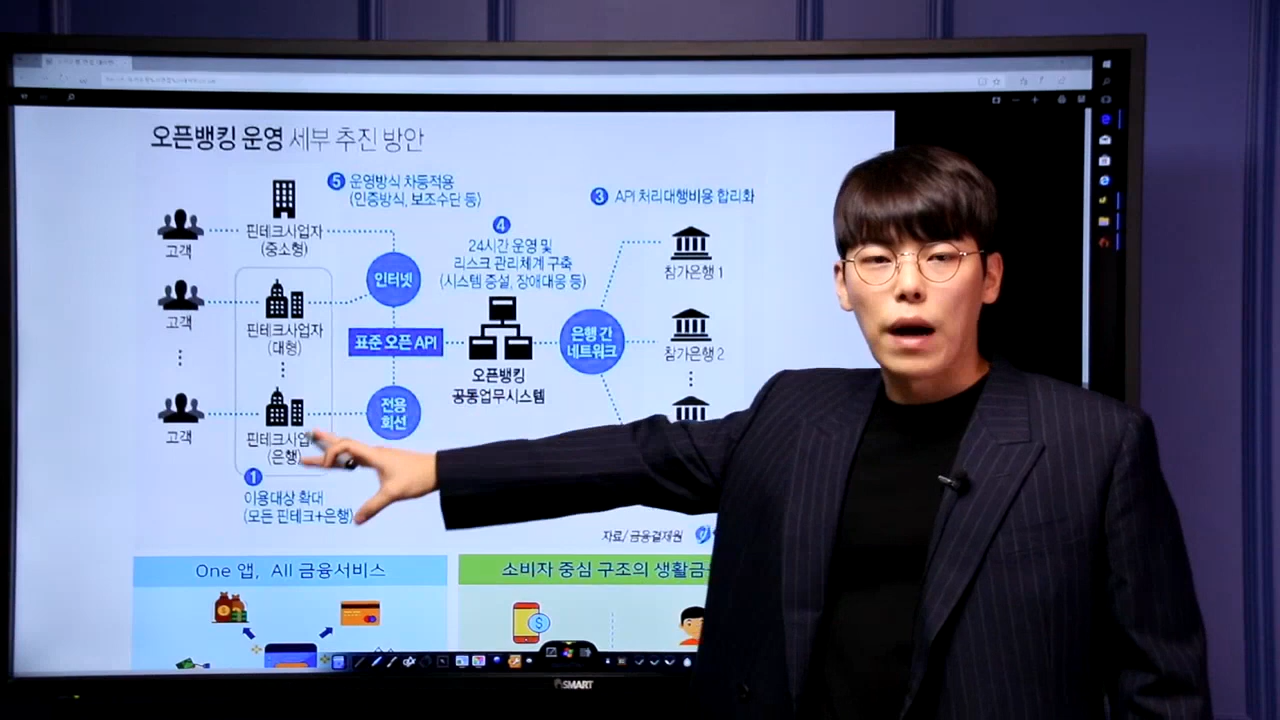 오픈뱅킹 운영 세부 추진 방안
5 운영방식 차등적용
(인증방식, 보조수단 등)
3 API 처리대행비용 합리화
고객
핀테크사업자
(중소형)
4
24시간 운영 및
리스크 관리체계 구축
(시스템 증설, 장애대응 등)
인터넷
참가은행 1
고객
핀테크사업자
(대형)
표준 오픈 API
은행 간
네트워크
참가은행 2
오픈뱅킹
공동업무시스템
고객
전용
회선
핀테크사업
(은행)
1
이용대상 확대
(모든 핀테크+은행)
자료/금융결제원
One 앱, All 금융서비스
소비자 중심 구조의 생활금
SMART